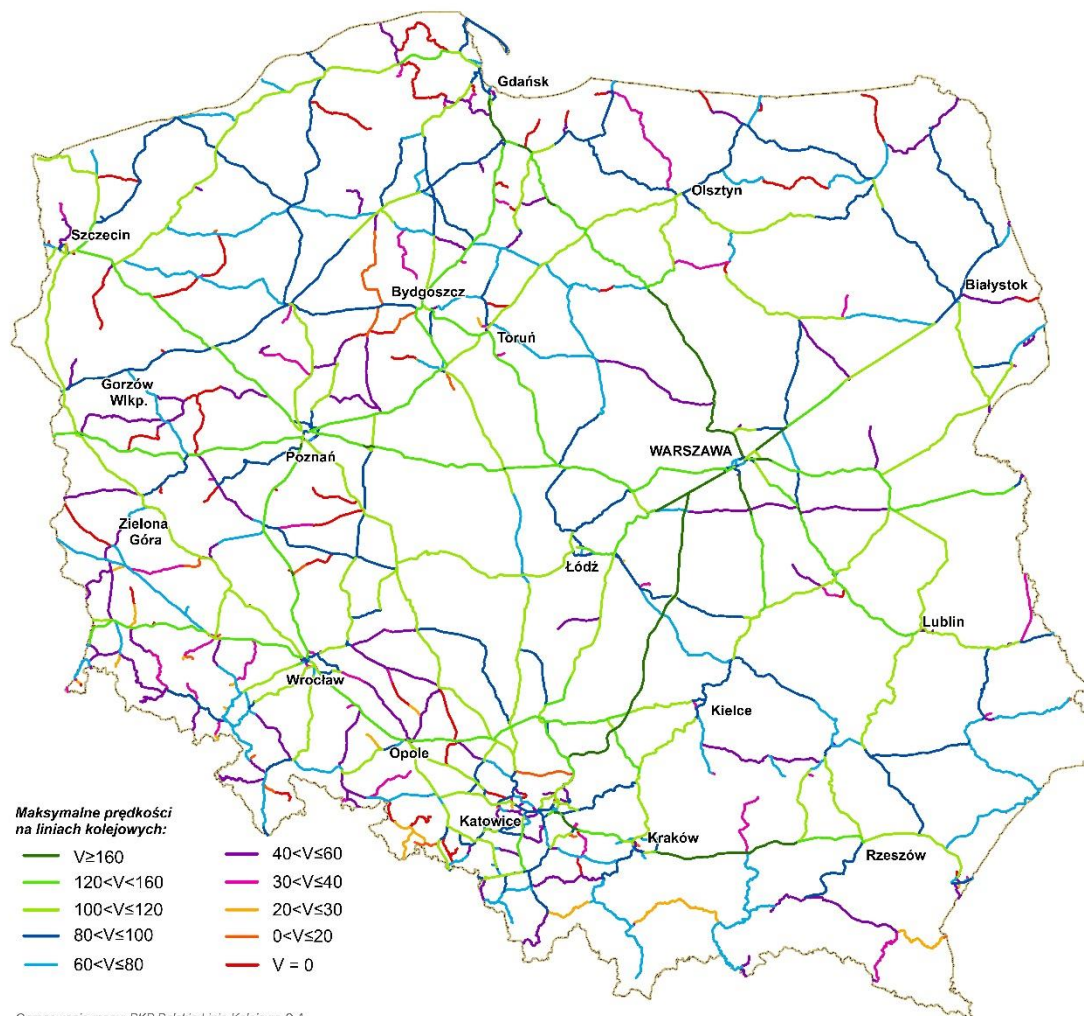 Gdańsk
Olsztyn
Szczecin
Białystok
Bydgoszcz
Toruń
Gorzów
Wlkp.
WARSZAWA
Poznań
Zielona
Góra
Łódź
Lublin
Wrocław
Kielce
Opole
Katowice
Kraków
Rzeszów
Maksymalne prędkości
na liniach kolejowych:
V≥160
120<V<160
100<V≤120
80<V≤100
60<V≤80
40<V≤60
30<V≤40
20<V≤30
0<V≤20
V = 0